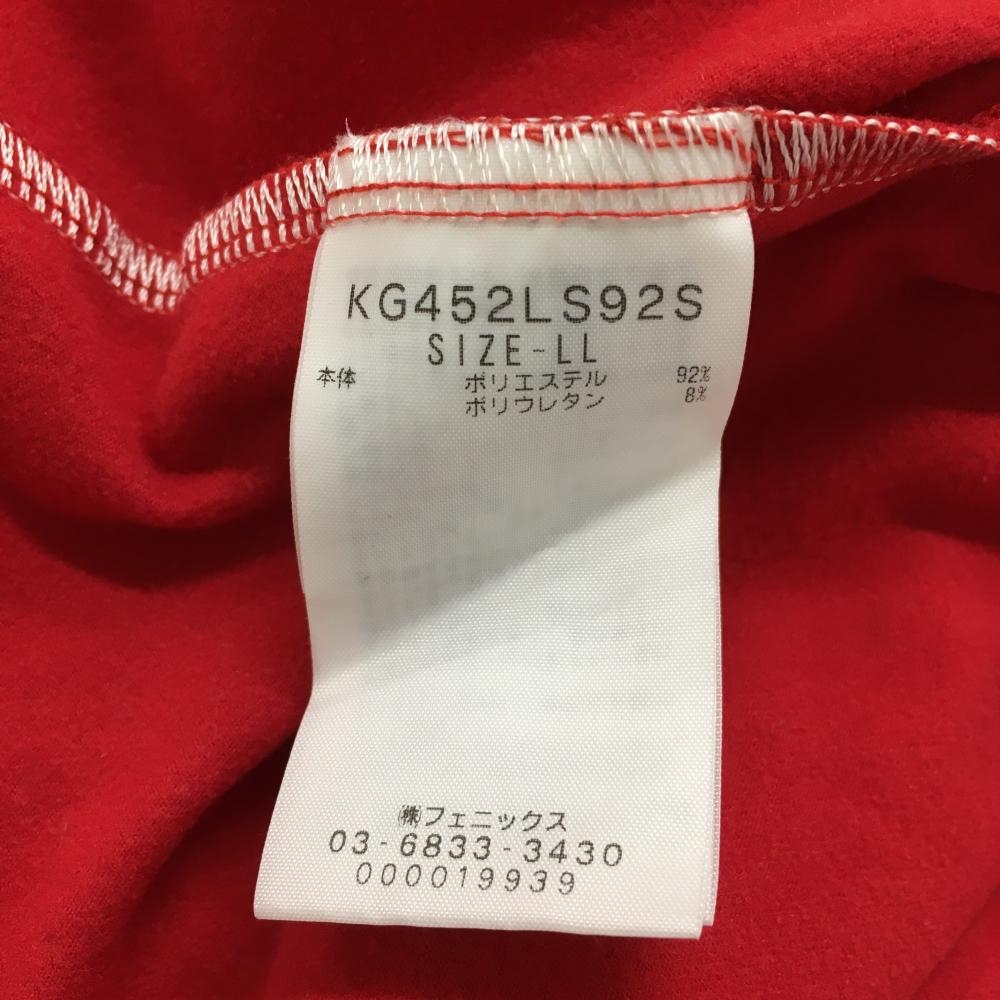 KG452LS92S
SIZE-LL
本体 ポリエステル 92%
ポリウレタン 8%
㈱フェニックス
03-6833-3430
000019939